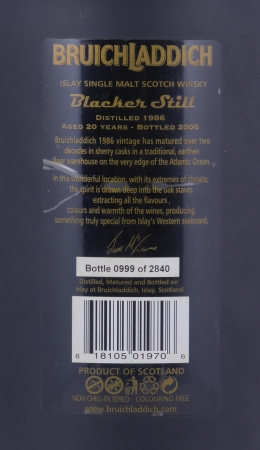 BRUICHLADDICH
ISLAY SINGLE MALT SCOTCH WHISKY
Blacker Still
DISTILLED 1986
AGED 20 YEARS - BOTTLED 2006
Bruichladdich 1986 vintage has matured over two
decades in sherry casks in a traditional, earthen
floor warehouse on the very edge of the Atlantic Ocean.
In this wonderful location, with its extremes of climate,
the spirit is drawn deep into the oak staves
extracting all the flavours,
colours and warmth of the wines, producing
something truly special from Islay's Western seaboard.
Bottle 0999 of 2840
Distilled, Matured and Bottled on
Islay at Bruichladdich, Islay, Scotland
6 18105 01970 6
PRODUCT OF SCOTLAND
NON CHILL-FILTERED COLOURING FREE
www.bruichladdich.com